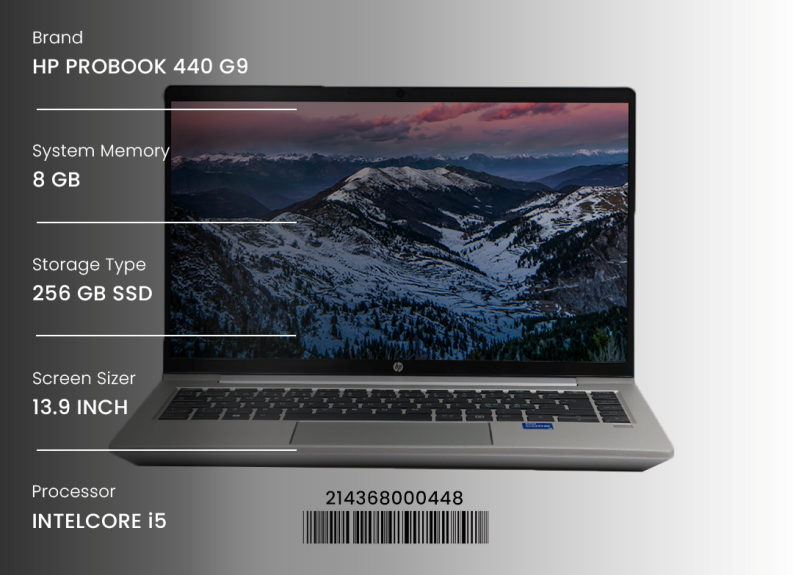 Brand
HP PROBOOK 440 G9
System Memory
8 GB
Storage Type
256 GB SSD
Screen Sizer
13.9 INCH
Processor
INTELCORE i5
hp
214368000448